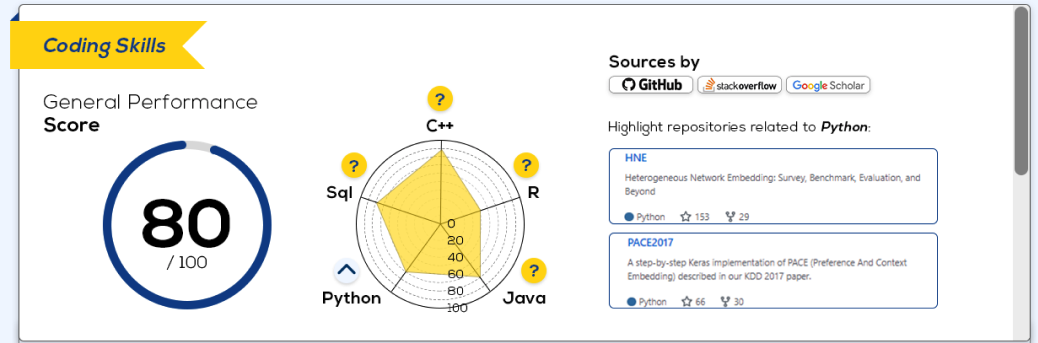 Coding Skills
General Performance
Score
80
/ 100
?
C++
?
Sql
?
R
0
20
40
60
80
100
Python
?
Java
Sources by
GitHub
stackoverflow
Google Scholar
Highlight repositories related to Python:
HNE
Heterogeneous Network Embedding: Survey, Benchmark, Evaluation, and
Beyond
Python 153 29
PACE2017
A step-by-step Keras implementation of PACE (Preference And Context
Embedding) described in our KDD 2017 paper.
Python 66 30